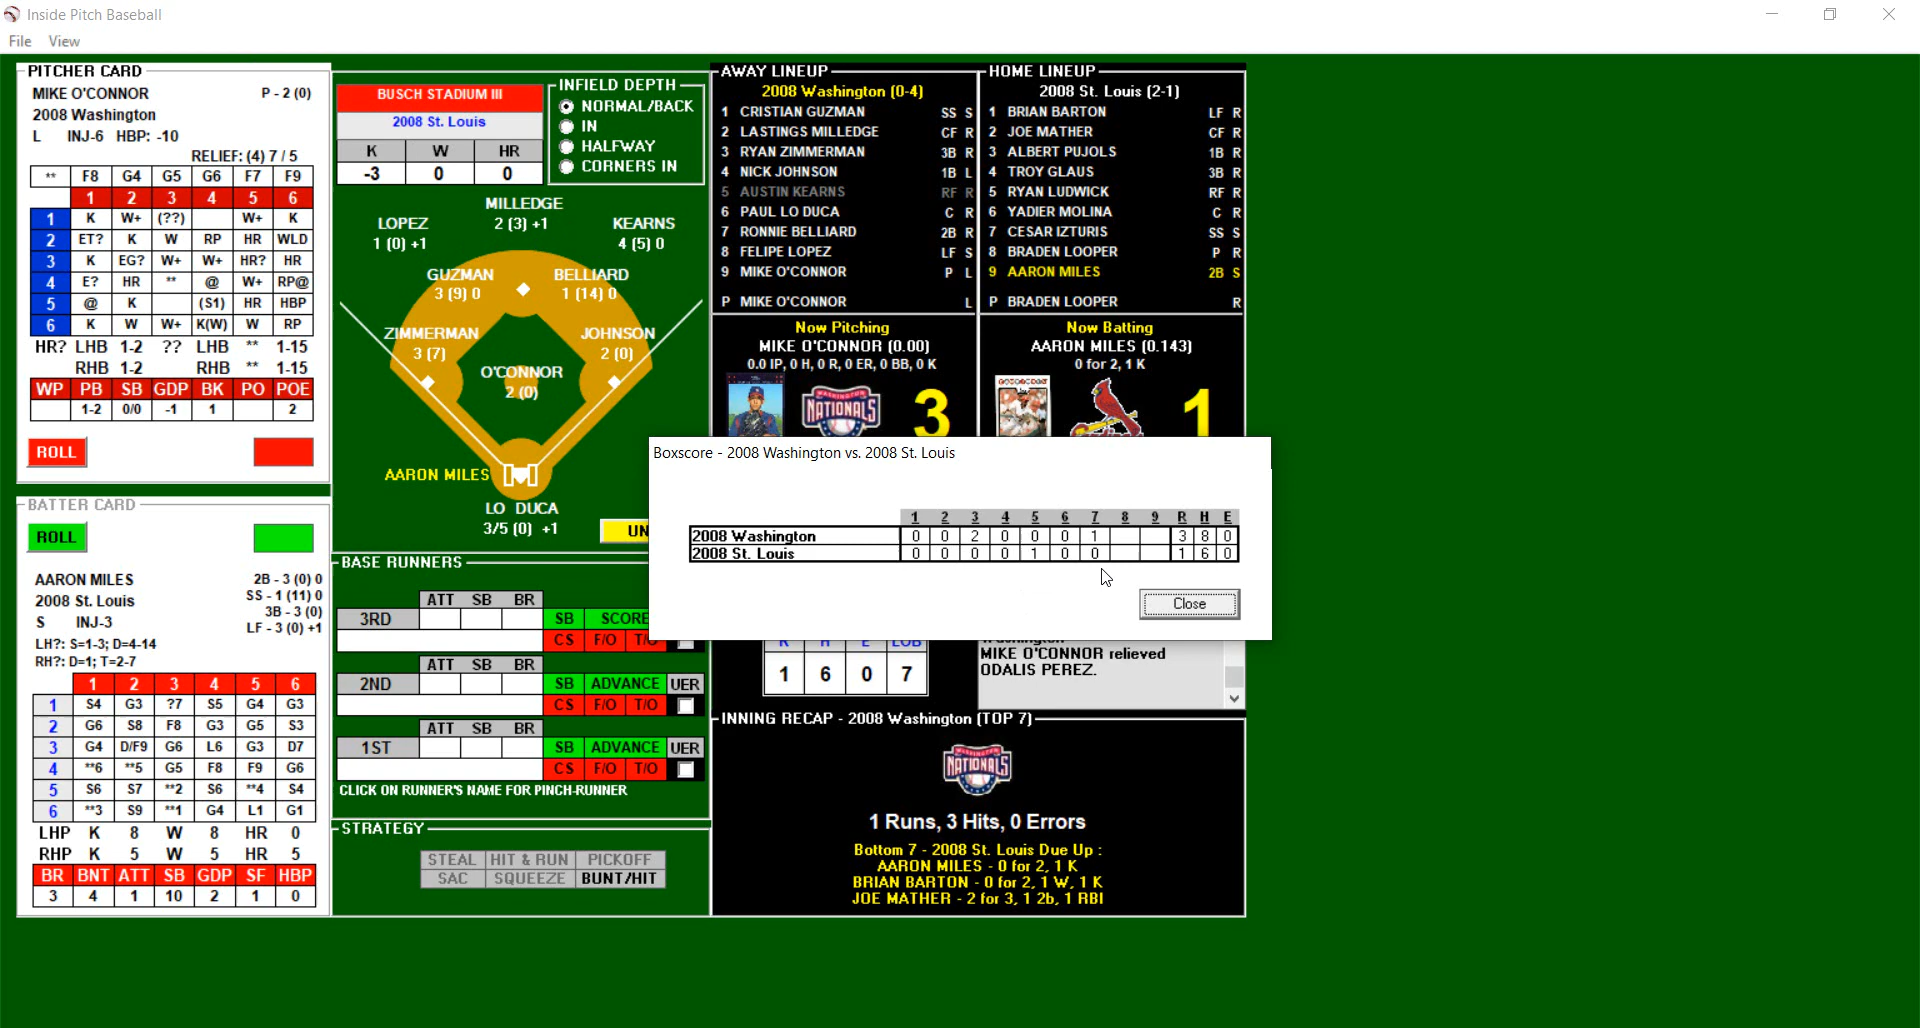 Inside Pitch Baseball
File View
PITCHER CARD
MIKE O'CONNOR P - 2 (0)
2008 Washington
L INJ-6 HBP: -10
RELIEF: (4) 7 / 5
** F8 G4 G5 G6 F7 F9
1 2 3 4 5 6
1 K W+ (??) W+ K
2 ET? K W RP HR WLD
3 K EG? W+ W+ HR? HR
4 E? HR ** @ W+ RP@
5 @ K (S1) HR HBP
6 K W W+ K(W) W RP
HR? LHB 1-2 ?? LHB ** 1-15
RHB 1-2 RHB ** 1-15
WP PB SB GDP BK PO POE
1-2 0/0 -1 1 2
ROLL
BATTER CARD
ROLL
AARON MILES 2B - 3 (0) 0
2008 St. Louis SS - 1 (11) 0
S INJ-3 3B - 3 (0)
LF - 3 (0) +1
LH?: S=1-3; D=4-14
RH?: D=1; T=2-7
1 2 3 4 5 6
1 S4 G3 ?7 S5 G4 G3
2 G6 S8 F8 G3 G5 S3
3 G4 D/F9 G6 L6 G3 D7
4 **6 **5 G5 F8 F9 G6
5 S6 S7 **2 S6 **4 S4
6 **3 S9 **1 G4 L1 G1
LHP K 8 W 8 HR 0
RHP K 5 W 5 HR 5
BR BNT ATT SB GDP SF HBP
3 4 1 10 2 1 0
BUSCH STADIUM III
2008 St. Louis
K W HR
-3 0 0
INFIELD DEPTH
NORMAL/BACK
IN
HALFWAY
CORNERS IN
MILLEDGE
2 (3) +1
LOPEZ
1 (0) +1
KEARNS
4 (5) 0
GUZMAN
3 (9) 0
BELLIARD
1 (14) 0
ZIMMERMAN
3 (7)
JOHNSON
2 (0)
O'CONNOR
2 (0)
AARON MILES
LO DUCA
3/5 (0) +1
UN
BASE RUNNERS
ATT SB BR
3RD SB SCORE
CS F/O T/O
ATT SB BR
2ND SB ADVANCE UER
CS F/O T/O
ATT SB BR
1ST SB ADVANCE UER
CS F/O T/O
CLICK ON RUNNER'S NAME FOR PINCH-RUNNER
STRATEGY
STEAL HIT & RUN PICKOFF
SAC SQUEEZE BUNT/HIT
AWAY LINEUP
2008 Washington (0-4)
1 CRISTIAN GUZMAN SS S
2 LASTINGS MILLEDGE CF R
3 RYAN ZIMMERMAN 3B R
4 NICK JOHNSON 1B L
5 AUSTIN KEARNS RF R
6 PAUL LO DUCA C R
7 RONNIE BELLIARD 2B R
8 FELIPE LOPEZ LF S
9 MIKE O'CONNOR P L
P MIKE O'CONNOR L
Now Pitching
MIKE O'CONNOR (0.00)
0.0 IP, 0 H, 0 R, 0 ER, 0 BB, 0 K
NATIONALS
3
HOME LINEUP
2008 St. Louis (2-1)
1 BRIAN BARTON LF R
2 JOE MATHER CF R
3 ALBERT PUJOLS 1B R
4 TROY GLAUS 3B R
5 RYAN LUDWICK RF R
6 YADIER MOLINA C R
7 CESAR IZTURIS SS S
8 BRADEN LOOPER P R
9 AARON MILES 2B S
P BRADEN LOOPER R
Now Batting
AARON MILES (0.143)
0 for 2, 1 K
1
Boxscore - 2008 Washington vs. 2008 St. Louis
1 2 3 4 5 6 7 8 9 R H E
2008 Washington 0 0 2 0 0 0 1 3 8 0
2008 St. Louis 0 0 0 0 1 0 0 1 6 0
Close
R H E LOB
1 6 0 7
Washington
MIKE O'CONNOR relieved
ODALIS PEREZ.
INNING RECAP - 2008 Washington (TOP 7)
WASHINGTON
NATIONALS
1 Runs, 3 Hits, 0 Errors
Bottom 7 - 2008 St. Louis Due Up :
AARON MILES - 0 for 2, 1 K
BRIAN BARTON - 0 for 2, 1 W, 1 K
JOE MATHER - 2 for 3, 1 2b, 1 RBI